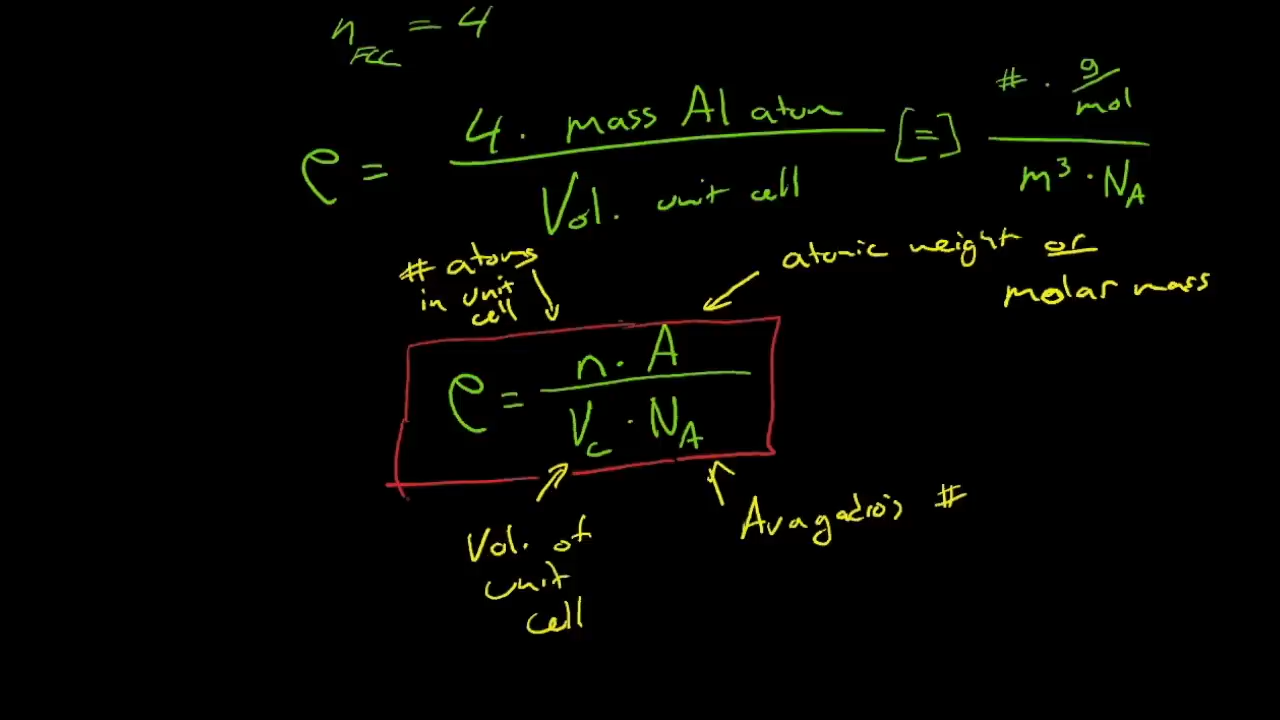 n_FCC = 4
ρ = (4 · mass Al atom) / (Vol. unit cell) [=] (# · g/mol) / (m³ · N_A)
# atoms
in unit
cell
atomic weight or
molar mass
ρ = (n · A) / (V_c · N_A)
Vol. of
unit
cell
Avagadro's #